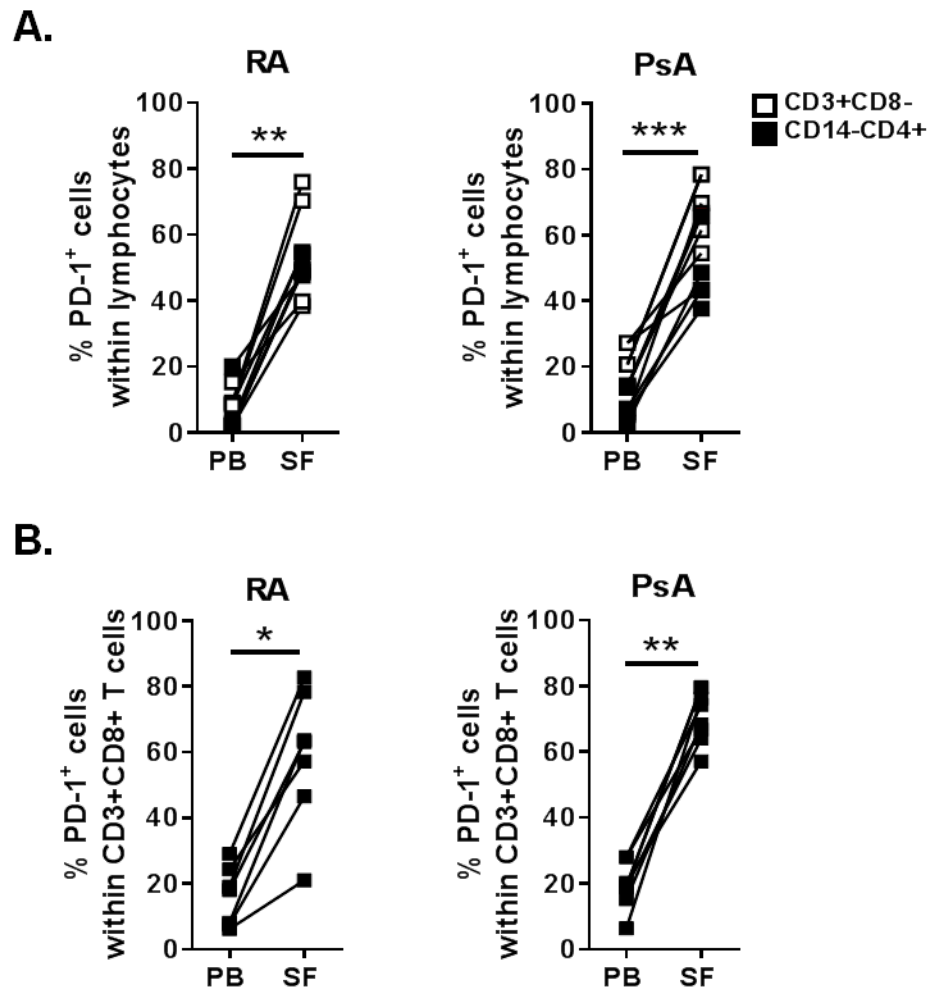 A.
RA
% PD-1+ cells
within lymphocytes
100
80
60
40
20
0
**
PB SF
PsA
% PD-1+ cells
within lymphocytes
100
80
60
40
20
0
***
PB SF
CD3+CD8-
CD14-CD4+
B.
RA
% PD-1+ cells
within CD3+CD8+ T cells
100
80
60
40
20
0
*
PB SF
PsA
% PD-1+ cells
within CD3+CD8+ T cells
100
80
60
40
20
0
**
PB SF